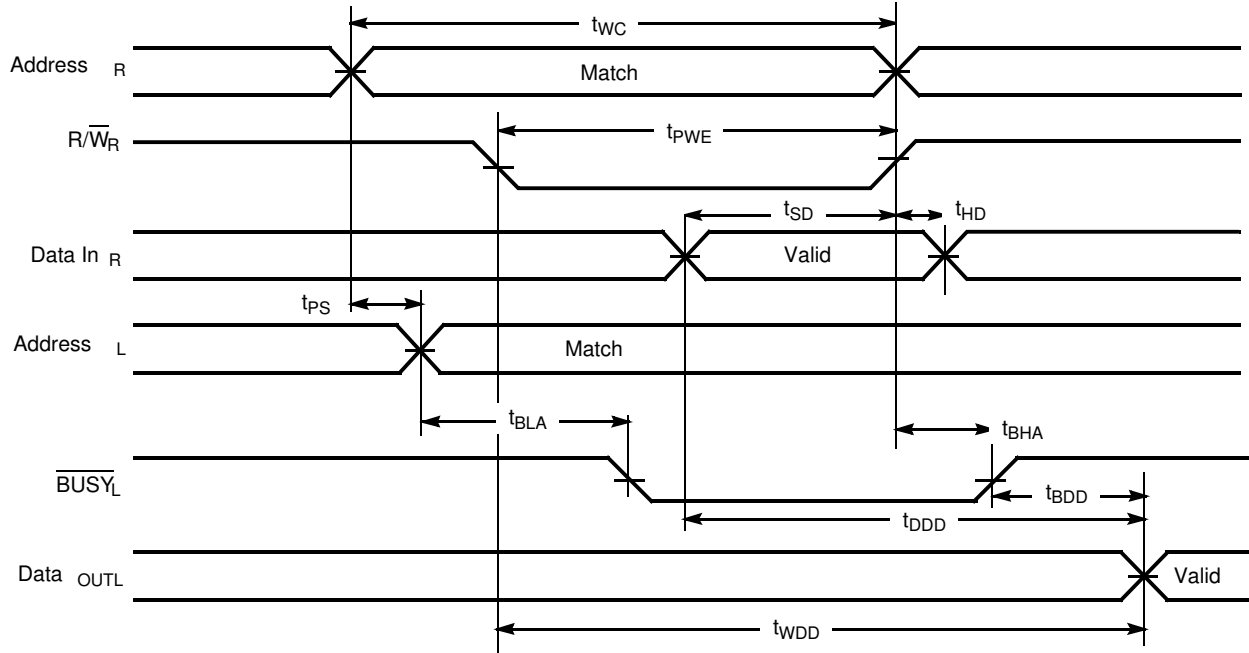 tWC
Address R
Match
R/W̅R
tPWE
tSD
tHD
Data In R
Valid
tPS
Address L
Match
tBLA
tBHA
B̅U̅S̅Y̅L
tBDD
tDDD
Data OUTL
Valid
tWDD